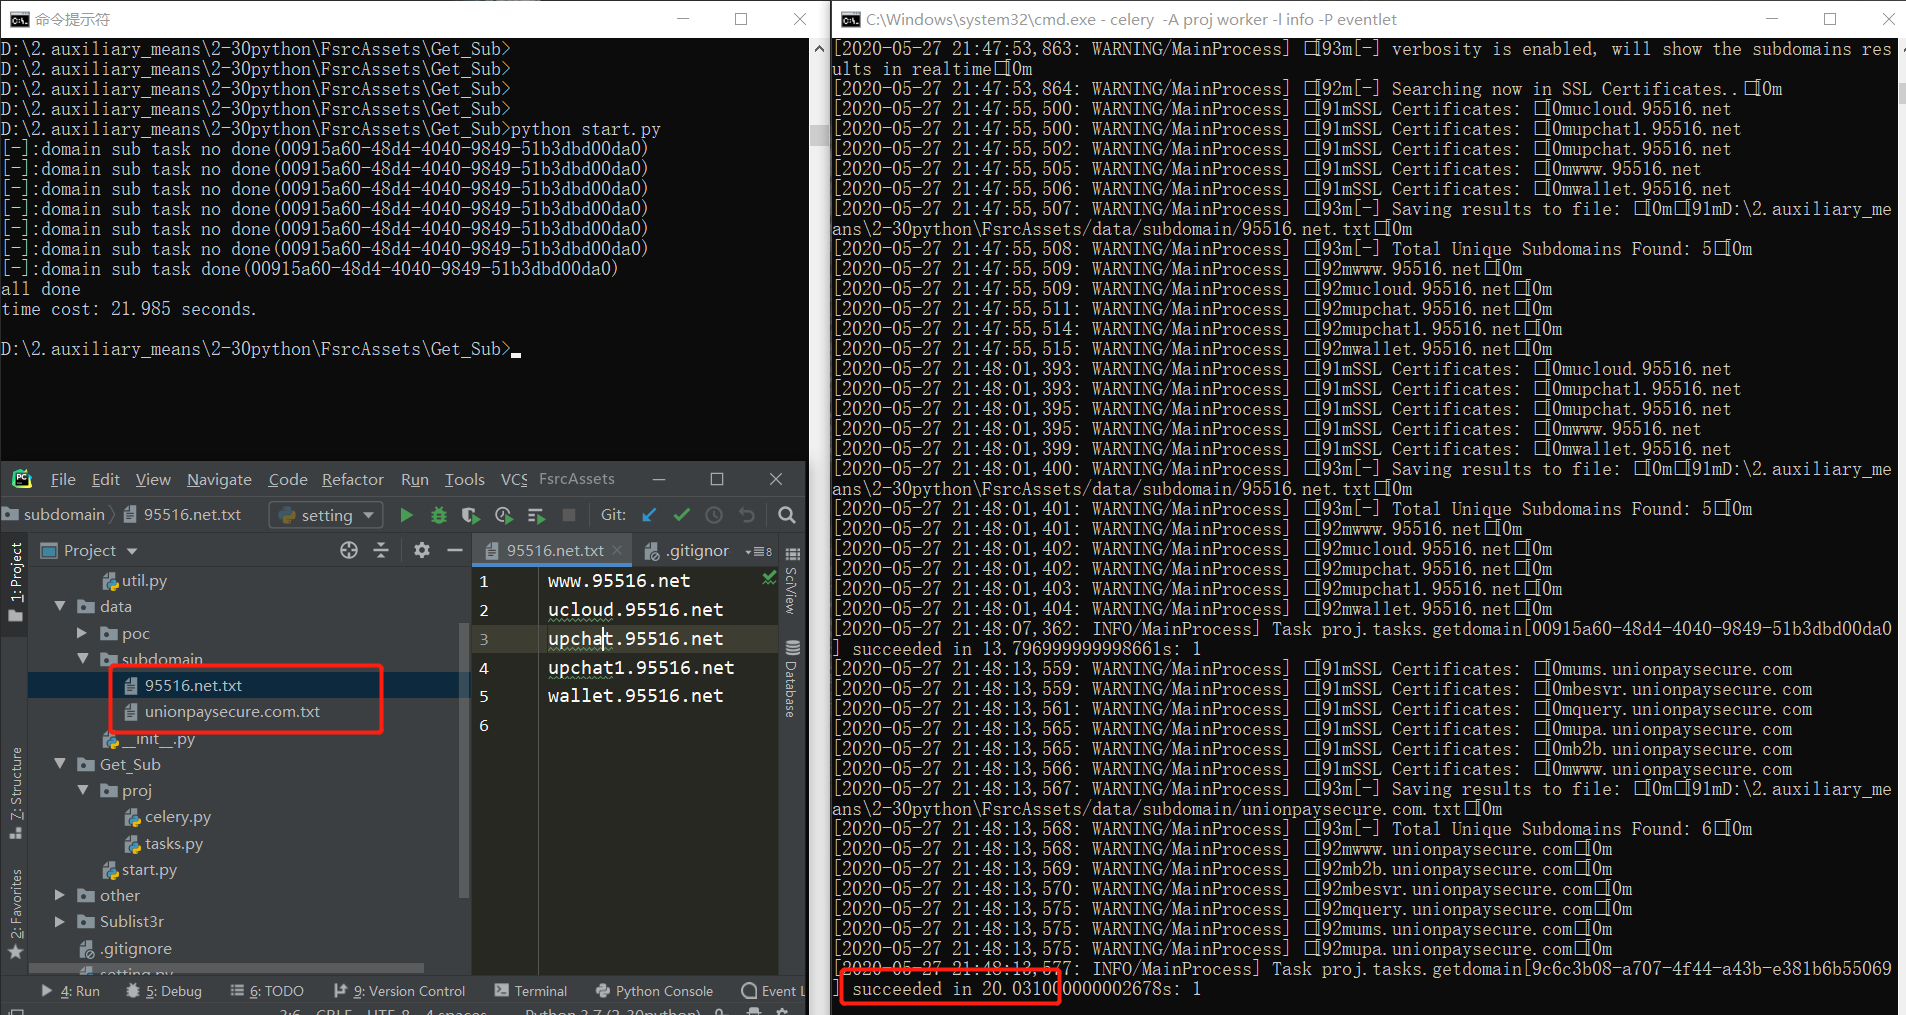 命令提示符
D:\2.auxiliary_means\2-30python\FsrcAssets\Get_Sub>
D:\2.auxiliary_means\2-30python\FsrcAssets\Get_Sub>
D:\2.auxiliary_means\2-30python\FsrcAssets\Get_Sub>
D:\2.auxiliary_means\2-30python\FsrcAssets\Get_Sub>
D:\2.auxiliary_means\2-30python\FsrcAssets\Get_Sub>python start.py
[-]:domain sub task no done(00915a60-48d4-4040-9849-51b3dbd00da0)
[-]:domain sub task no done(00915a60-48d4-4040-9849-51b3dbd00da0)
[-]:domain sub task no done(00915a60-48d4-4040-9849-51b3dbd00da0)
[-]:domain sub task no done(00915a60-48d4-4040-9849-51b3dbd00da0)
[-]:domain sub task no done(00915a60-48d4-4040-9849-51b3dbd00da0)
[-]:domain sub task no done(00915a60-48d4-4040-9849-51b3dbd00da0)
[-]:domain sub task done(00915a60-48d4-4040-9849-51b3dbd00da0)
all done
time cost: 21.985 seconds.
D:\2.auxiliary_means\2-30python\FsrcAssets\Get_Sub>
File Edit View Navigate Code Refactor Run Tools VCS FsrcAssets
subdomain 95516.net.txt setting Git:
Project
95516.net.txt .gitignor 8
1: Project
util.py
data
poc
subdomain
95516.net.txt
unionpaysecure.com.txt
__init__.py
Get_Sub
proj
celery.py
tasks.py
start.py
other
Sublist3r
.gitignore
setting.py
7: Structure
2: Favorites
1 www.95516.net
2 ucloud.95516.net
3 upchat.95516.net
4 upchat1.95516.net
5 wallet.95516.net
6
SciView
Database
4: Run 5: Debug 6: TODO 9: Version Control Terminal Python Console Event L
3:6 CRLF UTF-8 4 spaces Python 3.7 (2-30python)
C:\Windows\system32\cmd.exe - celery  -A proj worker -l info -P eventlet
[2020-05-27 21:47:53,863: WARNING/MainProcess] □[93m[-] verbosity is enabled, will show the subdomains res
ults in realtime□[0m
[2020-05-27 21:47:53,864: WARNING/MainProcess] □[92m[-] Searching now in SSL Certificates..□[0m
[2020-05-27 21:47:55,500: WARNING/MainProcess] □[91mSSL Certificates: □[0mucloud.95516.net
[2020-05-27 21:47:55,500: WARNING/MainProcess] □[91mSSL Certificates: □[0mupchat1.95516.net
[2020-05-27 21:47:55,502: WARNING/MainProcess] □[91mSSL Certificates: □[0mupchat.95516.net
[2020-05-27 21:47:55,505: WARNING/MainProcess] □[91mSSL Certificates: □[0mwww.95516.net
[2020-05-27 21:47:55,506: WARNING/MainProcess] □[91mSSL Certificates: □[0mwallet.95516.net
[2020-05-27 21:47:55,507: WARNING/MainProcess] □[93m[-] Saving results to file: □[0m□[91mD:\2.auxiliary_me
ans\2-30python\FsrcAssets/data/subdomain/95516.net.txt□[0m
[2020-05-27 21:47:55,508: WARNING/MainProcess] □[93m[-] Total Unique Subdomains Found: 5□[0m
[2020-05-27 21:47:55,509: WARNING/MainProcess] □[92mwww.95516.net□[0m
[2020-05-27 21:47:55,509: WARNING/MainProcess] □[92mucloud.95516.net□[0m
[2020-05-27 21:47:55,511: WARNING/MainProcess] □[92mupchat.95516.net□[0m
[2020-05-27 21:47:55,514: WARNING/MainProcess] □[92mupchat1.95516.net□[0m
[2020-05-27 21:47:55,515: WARNING/MainProcess] □[92mwallet.95516.net□[0m
[2020-05-27 21:48:01,393: WARNING/MainProcess] □[91mSSL Certificates: □[0mucloud.95516.net
[2020-05-27 21:48:01,393: WARNING/MainProcess] □[91mSSL Certificates: □[0mupchat1.95516.net
[2020-05-27 21:48:01,395: WARNING/MainProcess] □[91mSSL Certificates: □[0mupchat.95516.net
[2020-05-27 21:48:01,395: WARNING/MainProcess] □[91mSSL Certificates: □[0mwww.95516.net
[2020-05-27 21:48:01,399: WARNING/MainProcess] □[91mSSL Certificates: □[0mwallet.95516.net
[2020-05-27 21:48:01,400: WARNING/MainProcess] □[93m[-] Saving results to file: □[0m□[91mD:\2.auxiliary_me
ans\2-30python\FsrcAssets/data/subdomain/95516.net.txt□[0m
[2020-05-27 21:48:01,401: WARNING/MainProcess] □[93m[-] Total Unique Subdomains Found: 5□[0m
[2020-05-27 21:48:01,401: WARNING/MainProcess] □[92mwww.95516.net□[0m
[2020-05-27 21:48:01,402: WARNING/MainProcess] □[92mucloud.95516.net□[0m
[2020-05-27 21:48:01,402: WARNING/MainProcess] □[92mupchat.95516.net□[0m
[2020-05-27 21:48:01,403: WARNING/MainProcess] □[92mupchat1.95516.net□[0m
[2020-05-27 21:48:01,404: WARNING/MainProcess] □[92mwallet.95516.net□[0m
[2020-05-27 21:48:07,362: INFO/MainProcess] Task proj.tasks.getdomain[00915a60-48d4-4040-9849-51b3dbd00da0
] succeeded in 13.796999999998661s: 1
[2020-05-27 21:48:13,559: WARNING/MainProcess] □[91mSSL Certificates: □[0mums.unionpaysecure.com
[2020-05-27 21:48:13,559: WARNING/MainProcess] □[91mSSL Certificates: □[0mbesvr.unionpaysecure.com
[2020-05-27 21:48:13,561: WARNING/MainProcess] □[91mSSL Certificates: □[0mquery.unionpaysecure.com
[2020-05-27 21:48:13,564: WARNING/MainProcess] □[91mSSL Certificates: □[0mupa.unionpaysecure.com
[2020-05-27 21:48:13,565: WARNING/MainProcess] □[91mSSL Certificates: □[0mb2b.unionpaysecure.com
[2020-05-27 21:48:13,566: WARNING/MainProcess] □[91mSSL Certificates: □[0mwww.unionpaysecure.com
[2020-05-27 21:48:13,567: WARNING/MainProcess] □[93m[-] Saving results to file: □[0m□[91mD:\2.auxiliary_me
ans\2-30python\FsrcAssets/data/subdomain/unionpaysecure.com.txt□[0m
[2020-05-27 21:48:13,568: WARNING/MainProcess] □[93m[-] Total Unique Subdomains Found: 6□[0m
[2020-05-27 21:48:13,568: WARNING/MainProcess] □[92mwww.unionpaysecure.com□[0m
[2020-05-27 21:48:13,569: WARNING/MainProcess] □[92mb2b.unionpaysecure.com□[0m
[2020-05-27 21:48:13,570: WARNING/MainProcess] □[92mbesvr.unionpaysecure.com□[0m
[2020-05-27 21:48:13,575: WARNING/MainProcess] □[92mquery.unionpaysecure.com□[0m
[2020-05-27 21:48:13,575: WARNING/MainProcess] □[92mums.unionpaysecure.com□[0m
[2020-05-27 21:48:13,575: WARNING/MainProcess] □[92mupa.unionpaysecure.com□[0m
[2020-05-27 21:48:13,577: INFO/MainProcess] Task proj.tasks.getdomain[9c6c3b08-a707-4f44-a43b-e381b6b55069
] succeeded in 20.031000000002678s: 1